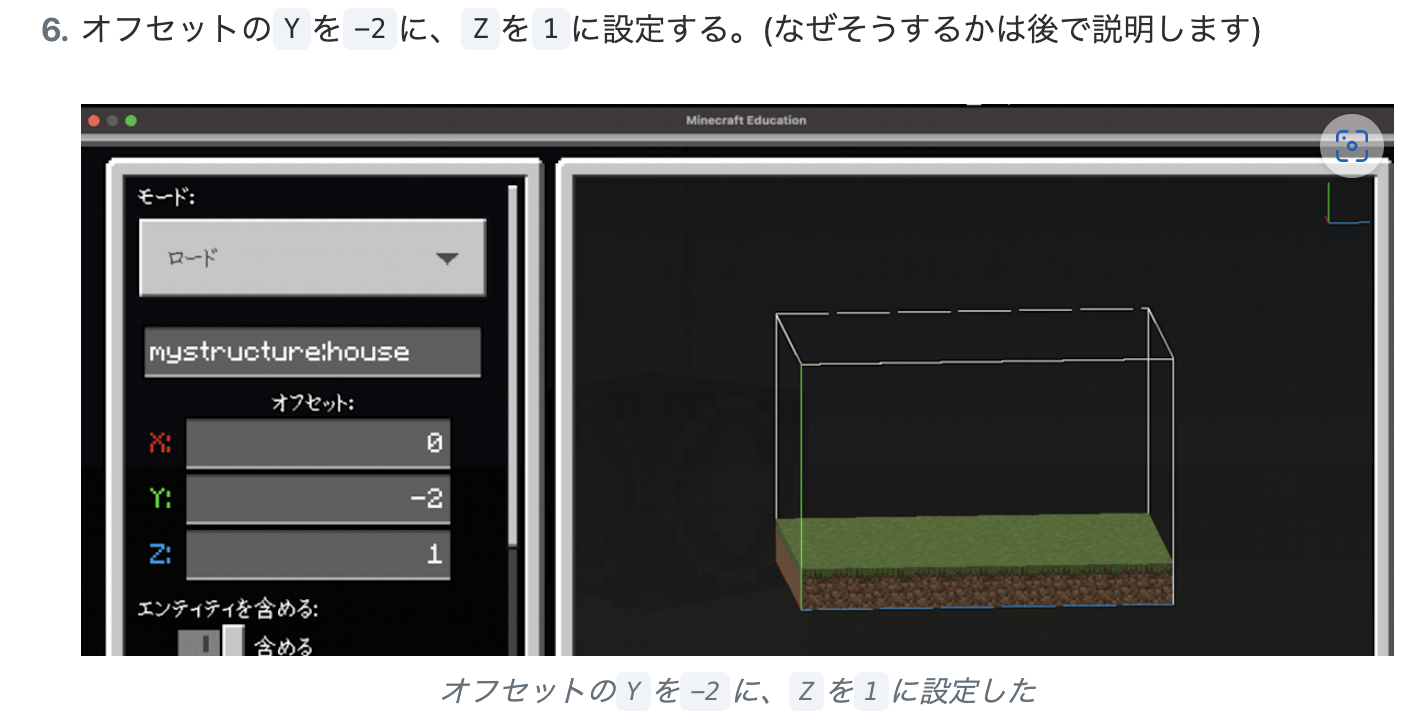 6. オフセットの Y を -2 に、 Z を 1 に設定する。(なぜそうするかは後で説明します)
Minecraft Education
モード:
ロード
mystructure:house
オフセット:
X: 0
Y: -2
Z: 1
エンティティを含める:
含める
オフセットの Y を -2 に、 Z を 1 に設定した